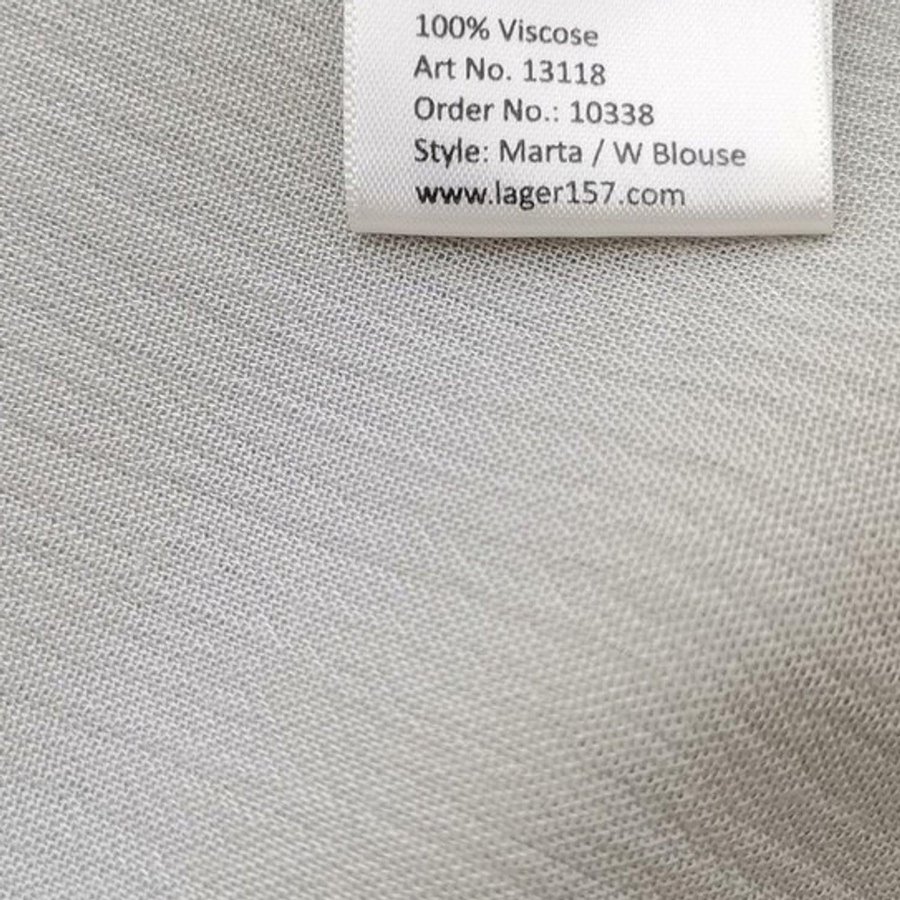 100% Viscose
Art No. 13118
Order No.: 10338
Style: Marta / W Blouse
www.lager157.com